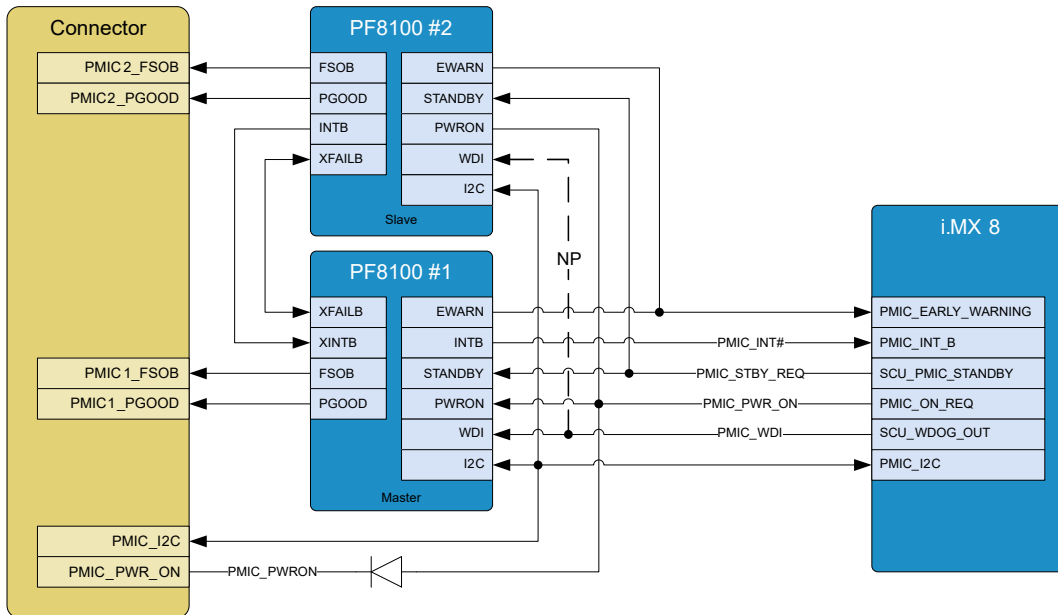 Connector
PMIC2_FSOB
PMIC2_PGOOD
PMIC1_FSOB
PMIC1_PGOOD
PMIC_I2C
PMIC_PWR_ON
PF8100 #2
FSOB
PGOOD
INTB
XFAILB
EWARN
STANDBY
PWRON
WDI
I2C
Slave
PF8100 #1
XFAILB
XINTB
FSOB
PGOOD
EWARN
INTB
STANDBY
PWRON
WDI
I2C
Master
NP
PMIC_INT#
PMIC_STBY_REQ
PMIC_PWR_ON
PMIC_WDI
PMIC_PWRON
i.MX 8
PMIC_EARLY_WARNING
PMIC_INT_B
SCU_PMIC_STANDBY
PMIC_ON_REQ
SCU_WDOG_OUT
PMIC_I2C